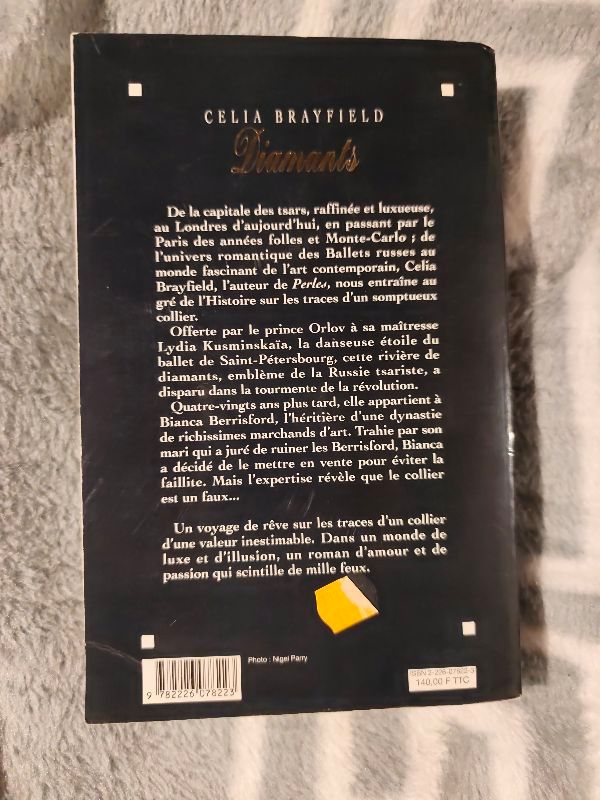 CELIA BRAYFIELD
Diamants
De la capitale des tsars, raffinée et luxueuse,
au Londres d'aujourd'hui, en passant par le
Paris des années folles et Monte-Carlo ; de
l'univers romantique des Ballets russes au
monde fascinant de l'art contemporain, Celia
Brayfield, l'auteur de Perles, nous entraîne au
gré de l'Histoire sur les traces d'un somptueux
collier.
Offerte par le prince Orlov à sa maîtresse
Lydia Kusminskaïa, la danseuse étoile du
ballet de Saint-Pétersbourg, cette rivière de
diamants, emblème de la Russie tsariste, a
disparu dans la tourmente de la révolution.
Quatre-vingts ans plus tard, elle appartient à
Bianca Berrisford, l'héritière d'une dynastie
de richissimes marchands d'art. Trahie par son
mari qui a juré de ruiner les Berrisford, Bianca
a décidé de le mettre en vente pour éviter la
faillite. Mais l'expertise révèle que le collier
est un faux...
Un voyage de rêve sur les traces d'un collier
d'une valeur inestimable. Dans un monde de
luxe et d'illusion, un roman d'amour et de
passion qui scintille de mille feux.
Photo : Nigel Parry
ISBN 2-226-07822-3
140,00 F TTC
9 782226 078223